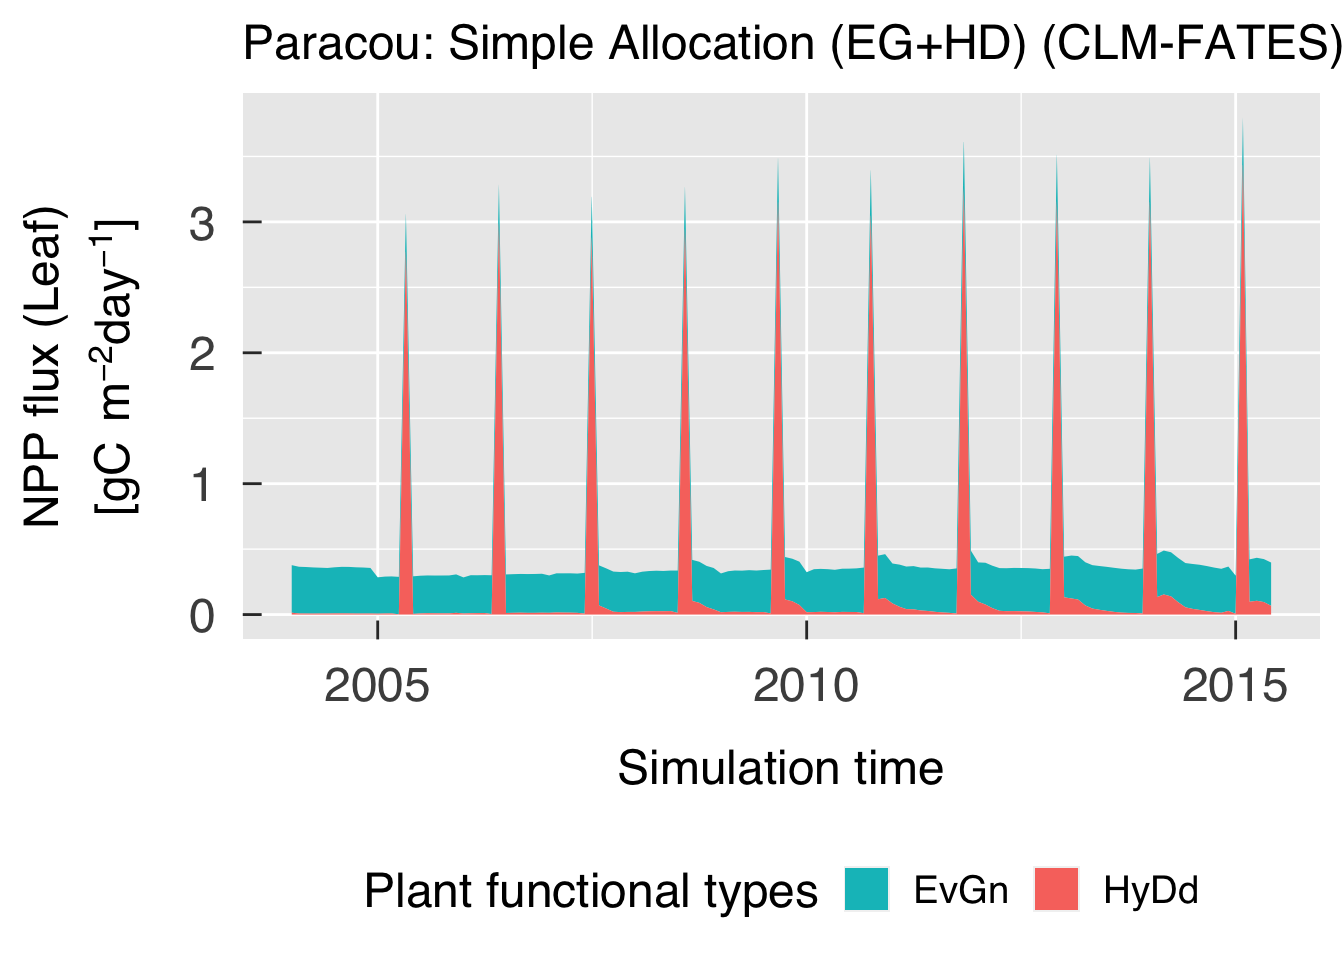 Paracou: Simple Allocation (EG+HD) (CLM-FATES)
NPP flux (Leaf)
[gC m⁻²day⁻¹]
3
2
1
0
2005 2010 2015
Simulation time
Plant functional types EvGn HyDd